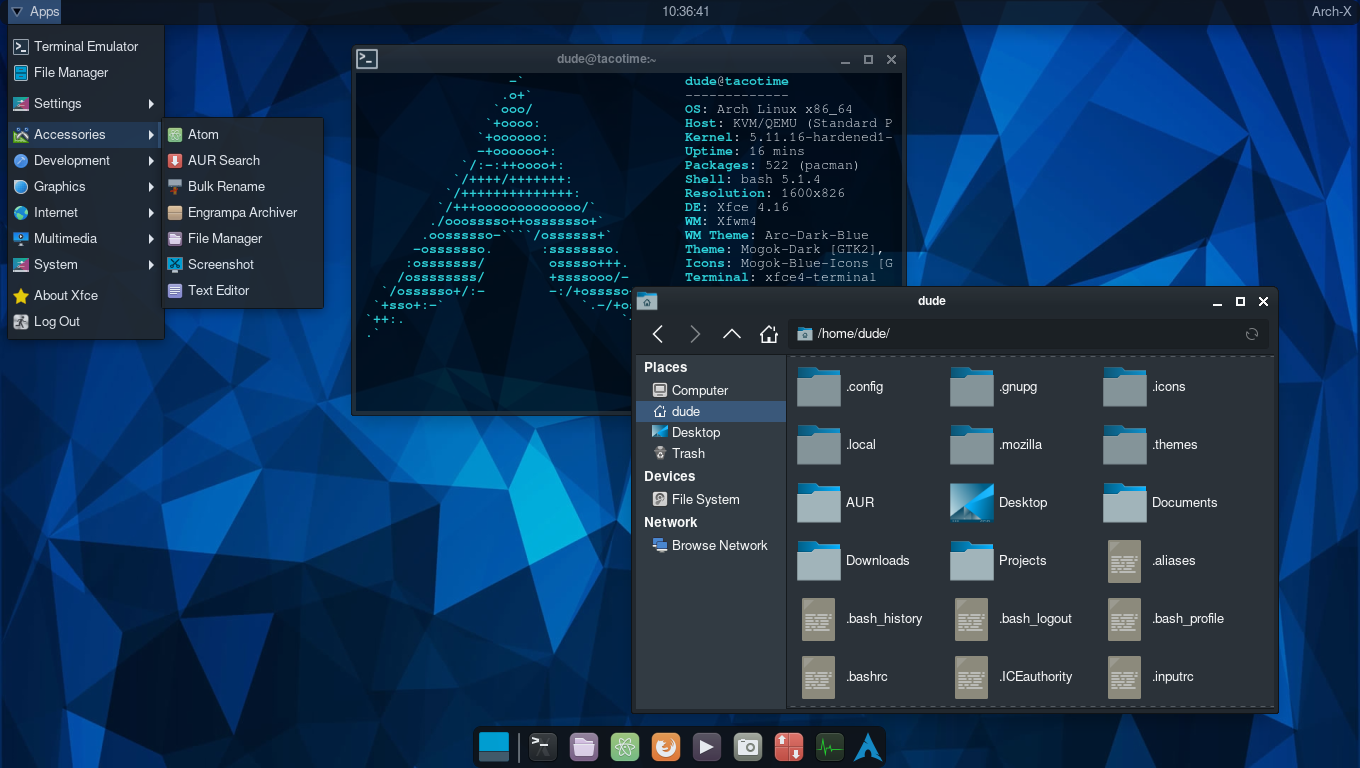 Apps
10:36:41
Arch-X
Terminal Emulator
File Manager
Settings
Accessories
Development
Graphics
Internet
Multimedia
System
About Xfce
Log Out
Atom
AUR Search
Bulk Rename
Engrampa Archiver
File Manager
Screenshot
Text Editor
dude@tacotime:~
-`
.o+`
`ooo/
`+oooo:
`+oooooo:
-+oooooo+:
`/:-:++oooo+:
`/++++/+++++++:
`/++++++++++++++:
`/+++ooooooooooooo/`
./ooosssso++osssssso+`
.oossssso-````/ossssss+`
-osssssso.      :ssssssso.
:osssssss/        osssso+++.
/ossssssss/        +ssssooo/-
`/ossssso+/:-        -:/+osssso
`+sso+:-`                 `.-/+os
`++:.                           `
.`
dude@tacotime
-------------
OS: Arch Linux x86_64
Host: KVM/QEMU (Standard P
Kernel: 5.11.16-hardened1-
Uptime: 16 mins
Packages: 522 (pacman)
Shell: bash 5.1.4
Resolution: 1600x826
DE: Xfce 4.16
WM: Xfwm4
WM Theme: Arc-Dark-Blue
Theme: Mogok-Dark [GTK2],
Icons: Mogok-Blue-Icons [G
Terminal: xfce4-terminal
dude
/home/dude/
Places
Computer
dude
Desktop
Trash
Devices
File System
Network
Browse Network
.config
.gnupg
.icons
.local
.mozilla
.themes
AUR
Desktop
Documents
Downloads
Projects
.aliases
.bash_history
.bash_logout
.bash_profile
.bashrc
.ICEauthority
.inputrc